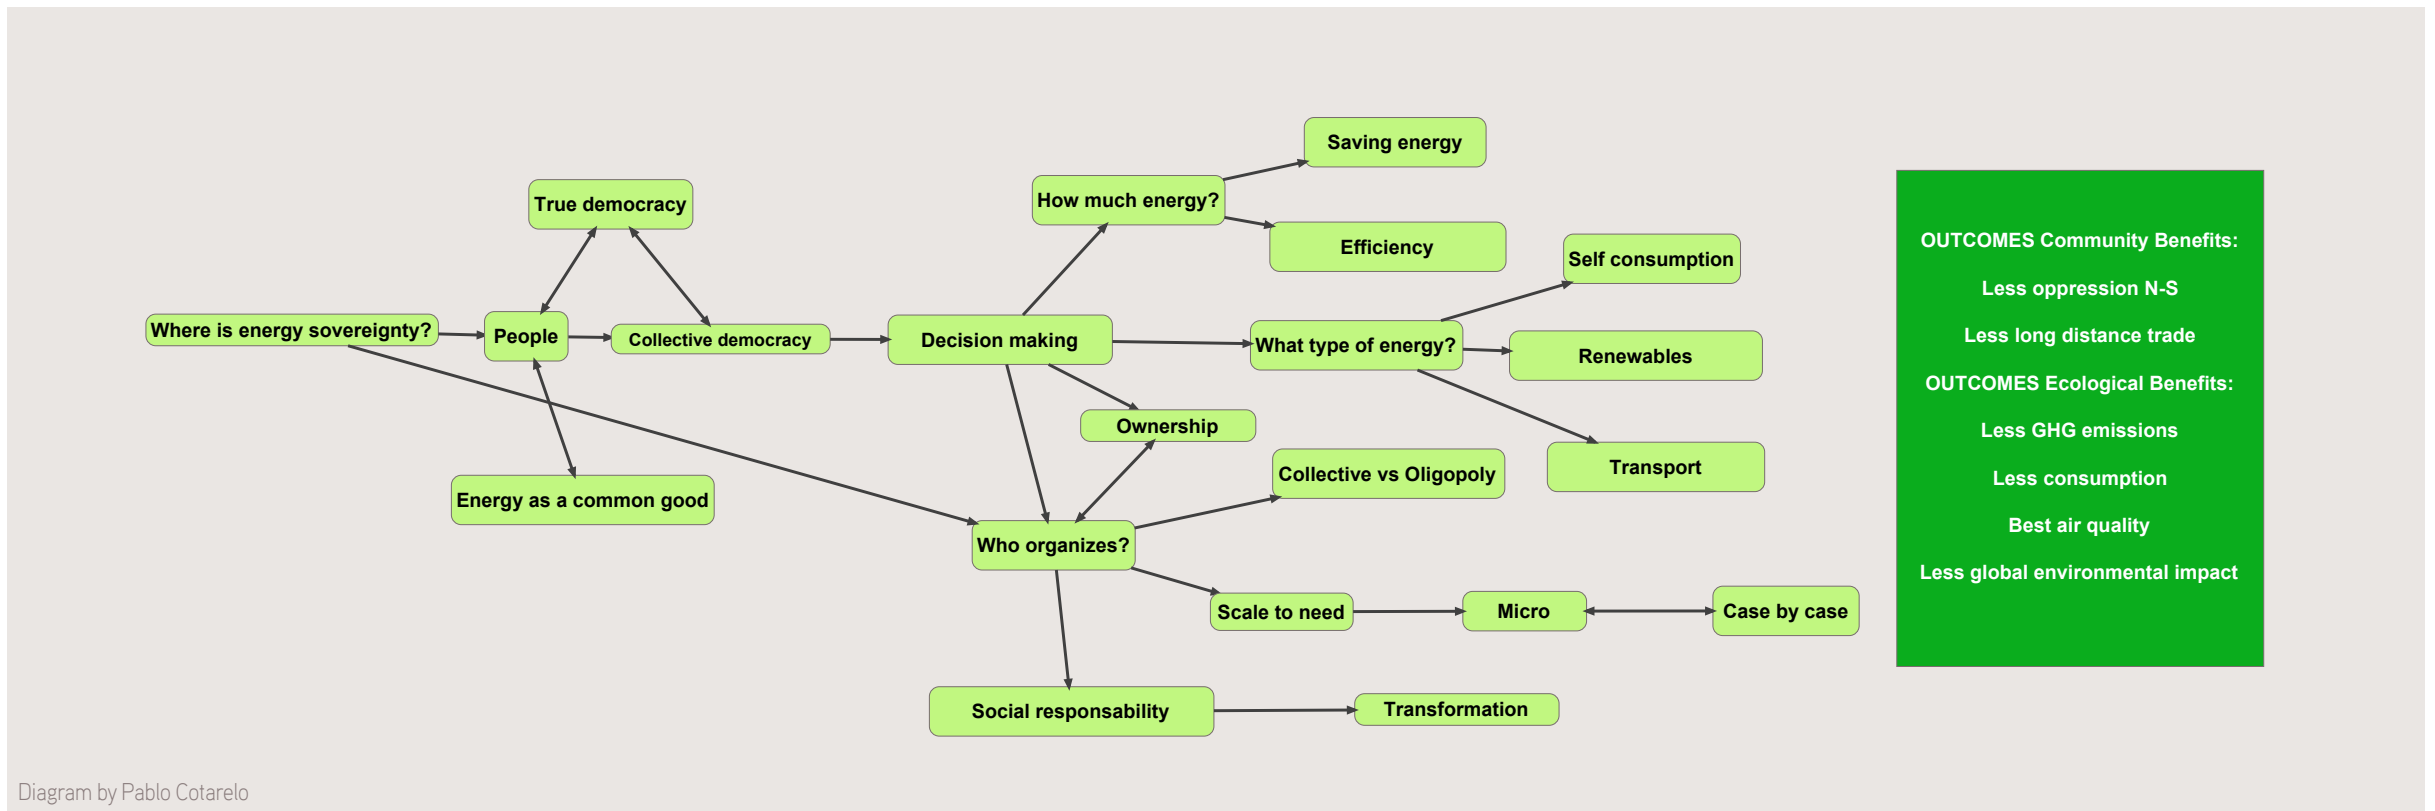 Saving energy
True democracy
How much energy?
Efficiency
Self consumption
Where is energy sovereignty?
People
Collective democracy
Decision making
What type of energy?
Renewables
Ownership
Collective vs Oligopoly
Transport
Energy as a common good
Who organizes?
Scale to need
Micro
Case by case
Social responsability
Transformation
OUTCOMES Community Benefits:
Less oppression N-S
Less long distance trade
OUTCOMES Ecological Benefits:
Less GHG emissions
Less consumption
Best air quality
Less global environmental impact
Diagram by Pablo Cotarelo